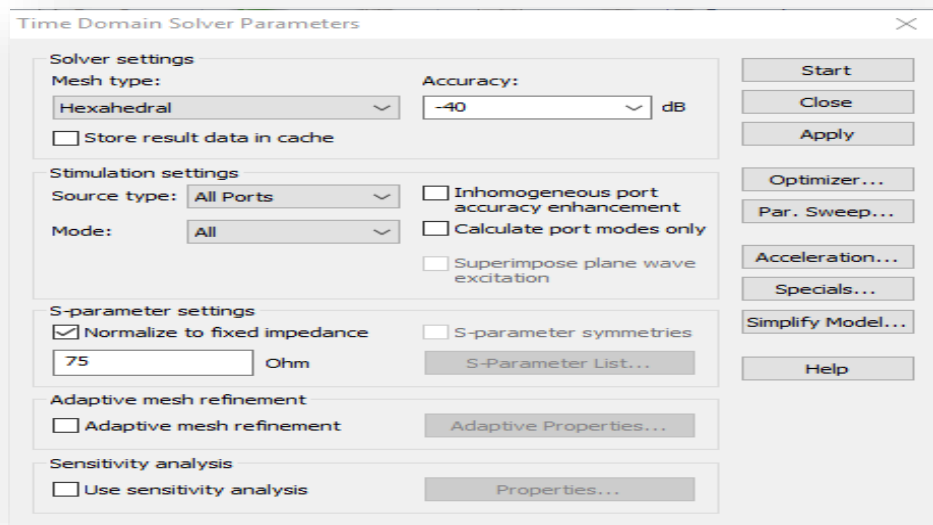 Time Domain Solver Parameters
Solver settings
Mesh type:
Hexahedral
Accuracy:
-40
dB
Store result data in cache
Stimulation settings
Source type:
All Ports
Mode:
All
Inhomogeneous port
accuracy enhancement
Calculate port modes only
Superimpose plane wave
excitation
S-parameter settings
Normalize to fixed impedance
75
Ohm
S-parameter symmetries
S-Parameter List...
Adaptive mesh refinement
Adaptive mesh refinement
Adaptive Properties...
Sensitivity analysis
Use sensitivity analysis
Properties...
Start
Close
Apply
Optimizer...
Par. Sweep...
Acceleration...
Specials...
Simplify Model...
Help